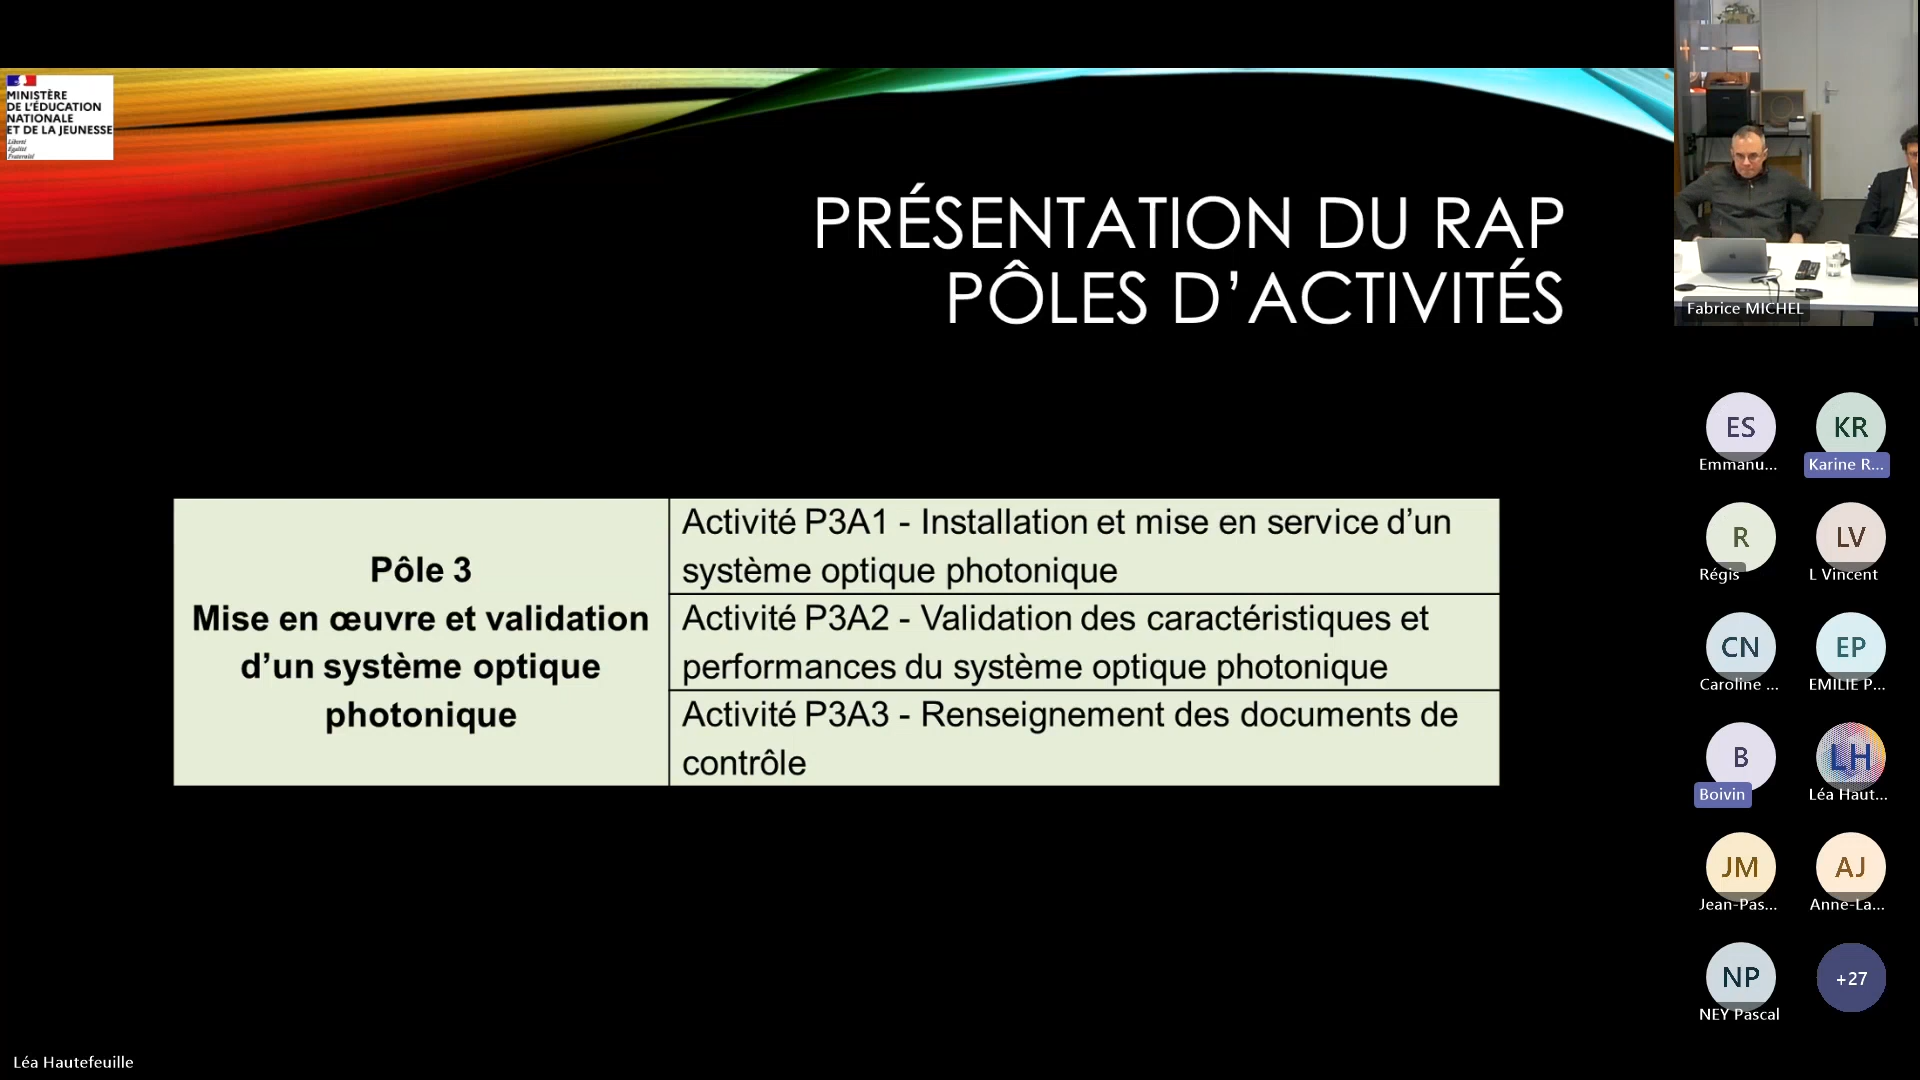 MINISTÈRE
DE L'ÉDUCATION
NATIONALE
ET DE LA JEUNESSE
Liberté
Égalité
Fraternité
PRÉSENTATION DU RAP
PÔLES D’ACTIVITÉS
Pôle 3
Mise en œuvre et validation
d’un système optique
photonique
Activité P3A1 - Installation et mise en service d’un
système optique photonique
Activité P3A2 - Validation des caractéristiques et
performances du système optique photonique
Activité P3A3 - Renseignement des documents de
contrôle
Fabrice MICHEL
ES
Emmanu...
KR
Karine R...
R
Régis
LV
L Vincent
CN
Caroline ...
EP
EMILIE P...
B
Boivin
LH
Léa Haut...
JM
Jean-Pas...
AJ
Anne-La...
NP
NEY Pascal
+27
Léa Hautefeuille